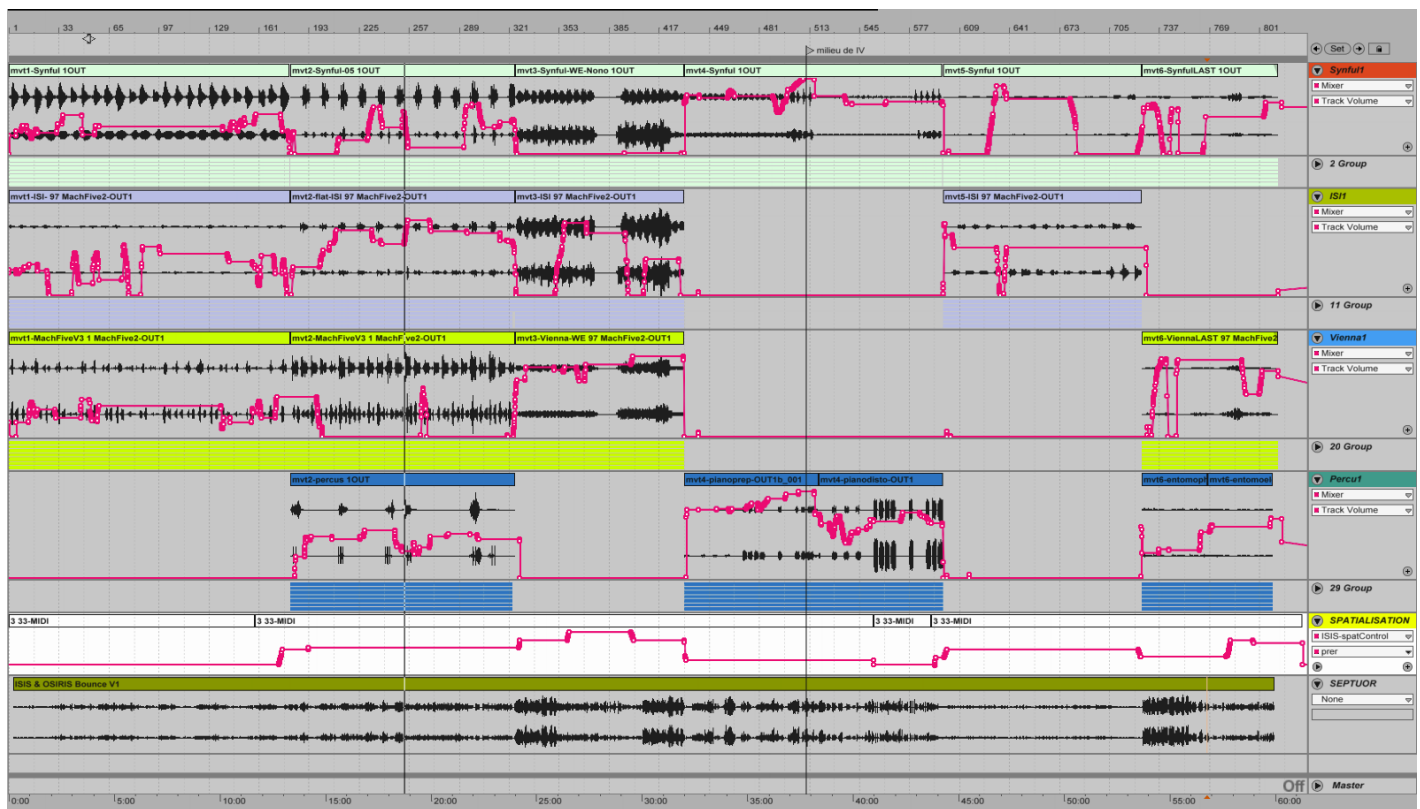 1 33 65 97 129 161 193 225 257 289 321 353 385 417 449 481 513 545 577 609 641 673 705 737 769 801
milieu de IV
Set
mvt1-Synful 1OUT mvt2-Synful-05 1OUT mvt3-Synful-WE-Nono 1OUT mvt4-Synful 1OUT mvt5-Synful 1OUT mvt6-SynfulLAST 1OUT Synful1
Mixer
Track Volume
2 Group
mvt1-ISI- 97 MachFive2-OUT1 mvt2-flat-ISI 97 MachFive2-OUT1 mvt3-ISI 97 MachFive2-OUT1 mvt5-ISI 97 MachFive2-OUT1 ISI1
Mixer
Track Volume
11 Group
mvt1-MachFiveV3 1 MachFive2-OUT1 mvt2-MachFiveV3 1 MachFive2-OUT1 mvt3-Vienna-WE 97 MachFive2-OUT1 mvt6-ViennaLAST 97 MachFive2 Vienna1
Mixer
Track Volume
20 Group
mvt2-percus 1OUT mvt4-pianoprep-OUT1b_001 mvt4-pianodisto-OUT1 mvt6-entomoph mvt6-entomoel Percu1
Mixer
Track Volume
29 Group
3 33-MIDI 3 33-MIDI 3 33-MIDI 3 33-MIDI SPATIALISATION
ISIS-spatControl
prer
ISIS & OSIRIS Bounce V1 SEPTUOR
None
Off Master
0:00 5:00 10:00 15:00 20:00 25:00 30:00 35:00 40:00 45:00 50:00 55:00 60:00